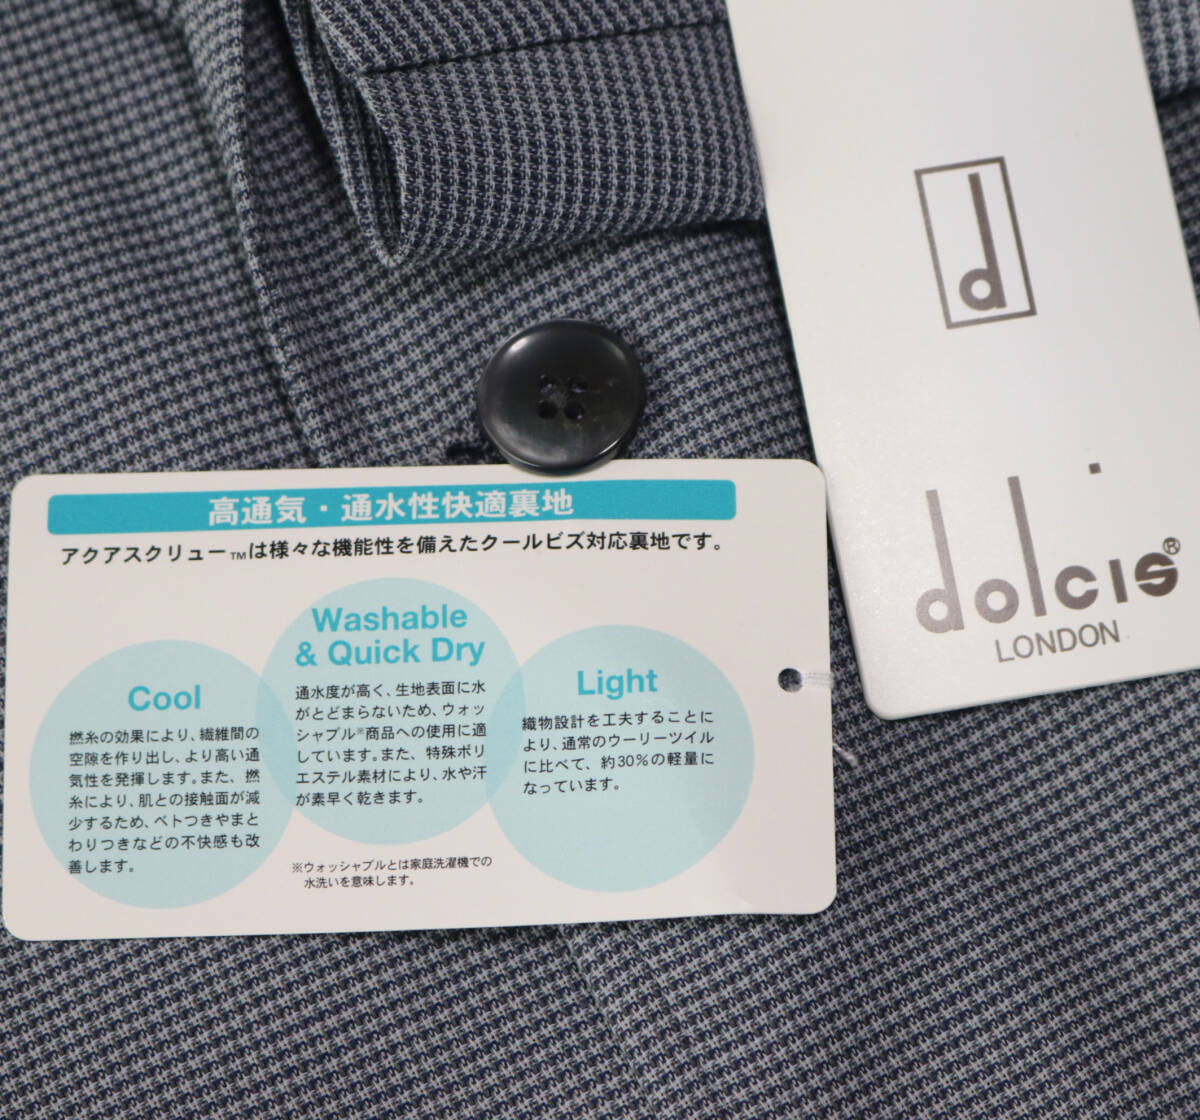 d
dolcis®
LONDON
高通気・通水性快適裏地
アクアスクリュー™は様々な機能性を備えたクールビズ対応裏地です。
Cool
撚糸の効果により、繊維間の
空隙を作り出し、より高い通
気性を発揮します。また、撚
糸により、肌との接触面が減
少するため、ベトつきやまと
わりつきなどの不快感も改
善します。
Washable
& Quick Dry
通水度が高く、生地表面に水
がとどまらないため、ウォッ
シャブル※商品への使用に適
しています。また、特殊ポリ
エステル素材により、水や汗
が素早く乾きます。
※ウォッシャブルとは家庭洗濯機での
水洗いを意味します。
Light
織物設計を工夫することに
より、通常のウーリーツイル
に比べて、約30%の軽量に
なっています。